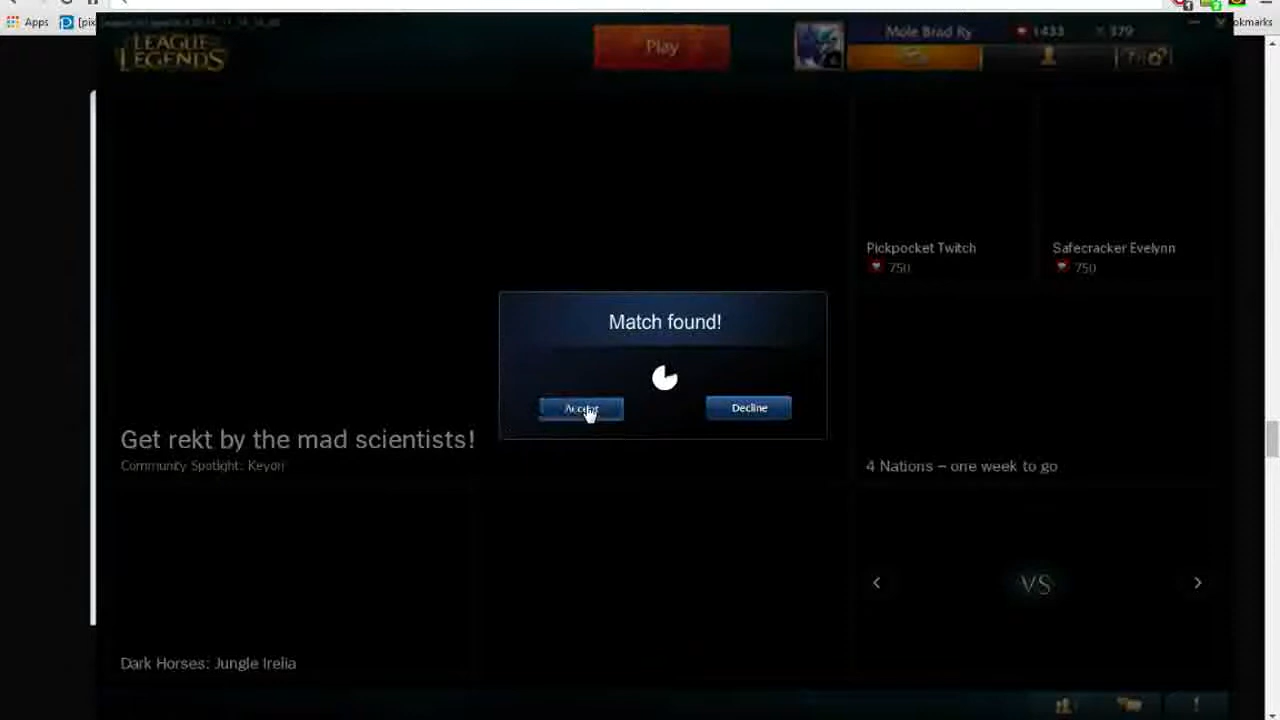 Apps
okmarks
LEAGUE
LEGENDS
Play
Mole Brad Ry
1433
379
Pickpocket Twitch
750
Safecracker Evelynn
750
Match found!
Accept
Decline
Get rekt by the mad scientists!
Community Spotlight: Keyori
4 Nations – one week to go
VS
Dark Horses: Jungle Irelia